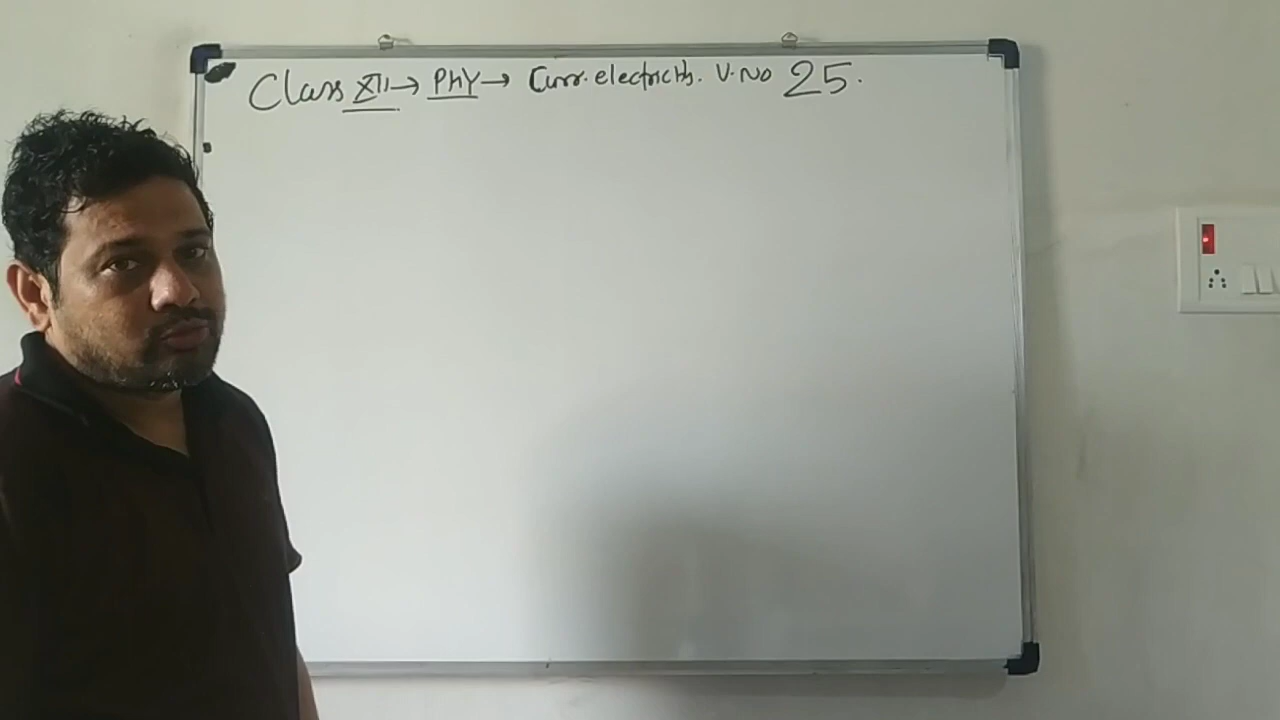 Class XII→ PHY→ Curr.electricity. V.No 25.